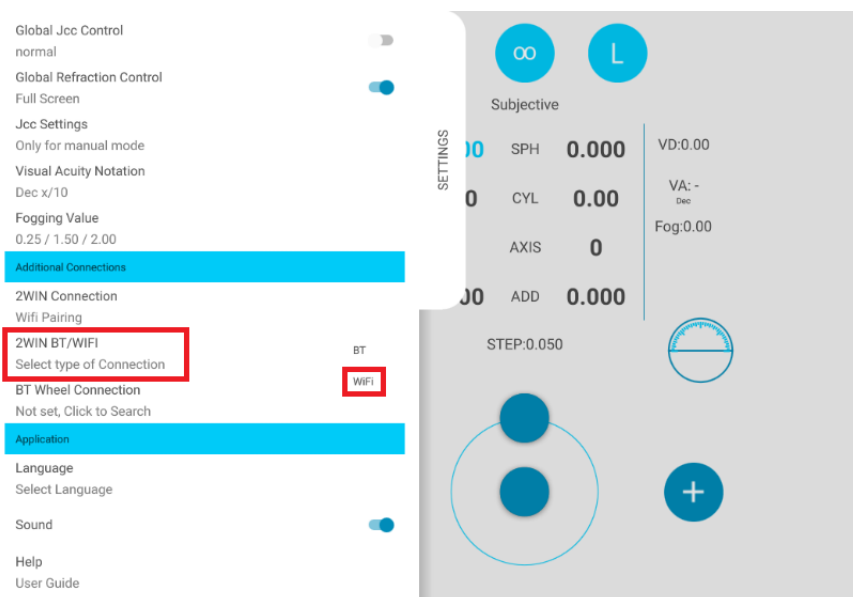 Global Jcc Control
normal
Global Refraction Control
Full Screen
Jcc Settings
Only for manual mode
Visual Acuity Notation
Dec x/10
Fogging Value
0.25 / 1.50 / 2.00
Additional Connections
2WIN Connection
Wifi Pairing
2WIN BT/WIFI
Select type of Connection
BT
WiFi
BT Wheel Connection
Not set, Click to Search
Application
Language
Select Language
Sound
Help
User Guide
SETTINGS
∞ L
Subjective
00 SPH 0.000
0 CYL 0.00
AXIS 0
00 ADD 0.000
VD:0.00
VA: -
Dec
Fog:0.00
STEP:0.050
+